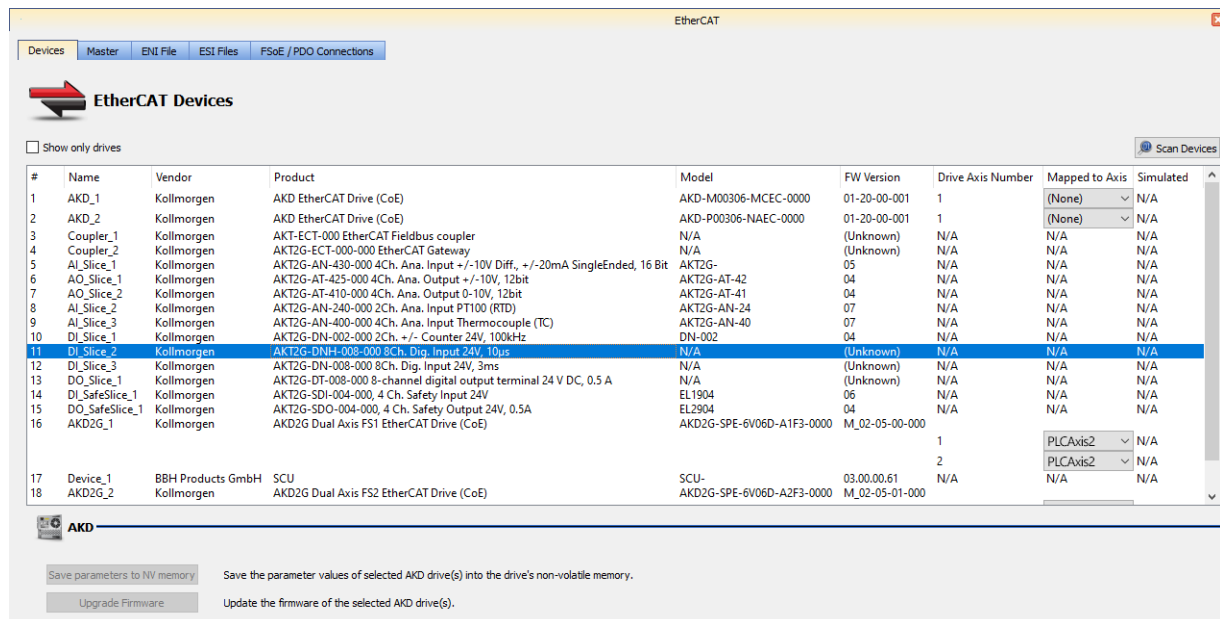 EtherCAT
Devices Master ENI File ESI Files FSoE / PDO Connections
EtherCAT Devices
Show only drives Scan Devices
# Name Vendor Product Model FW Version Drive Axis Number Mapped to Axis Simulated
1 AKD_1 Kollmorgen AKD EtherCAT Drive (CoE) AKD-M00306-MCEC-0000 01-20-00-001 1 (None) N/A
2 AKD_2 Kollmorgen AKD EtherCAT Drive (CoE) AKD-P00306-NAEC-0000 01-20-00-001 1 (None) N/A
3 Coupler_1 Kollmorgen AKT-ECT-000 EtherCAT Fieldbus coupler N/A (Unknown) N/A N/A N/A
4 Coupler_2 Kollmorgen AKT2G-ECT-000-000 EtherCAT Gateway N/A (Unknown) N/A N/A N/A
5 AI_Slice_1 Kollmorgen AKT2G-AN-430-000 4Ch. Ana. Input +/-10V Diff., +/-20mA SingleEnded, 16 Bit AKT2G- 05 N/A N/A N/A
6 AO_Slice_1 Kollmorgen AKT2G-AT-425-000 4Ch. Ana. Output +/-10V, 12bit AKT2G-AT-42 04 N/A N/A N/A
7 AO_Slice_2 Kollmorgen AKT2G-AT-410-000 4Ch. Ana. Output 0-10V, 12bit AKT2G-AT-41 04 N/A N/A N/A
8 AI_Slice_2 Kollmorgen AKT2G-AN-240-000 2Ch. Ana. Input PT100 (RTD) AKT2G-AN-24 07 N/A N/A N/A
9 AI_Slice_3 Kollmorgen AKT2G-AN-400-000 4Ch. Ana. Input Thermocouple (TC) AKT2G-AN-40 07 N/A N/A N/A
10 DI_Slice_1 Kollmorgen AKT2G-DN-002-000 2Ch. +/- Counter 24V, 100kHz DN-002 04 N/A N/A N/A
11 DI_Slice_2 Kollmorgen AKT2G-DNH-008-000 8Ch. Dig. Input 24V, 10µs N/A (Unknown) N/A N/A N/A
12 DI_Slice_3 Kollmorgen AKT2G-DN-008-000 8Ch. Dig. Input 24V, 3ms N/A (Unknown) N/A N/A N/A
13 DO_Slice_1 Kollmorgen AKT2G-DT-008-000 8-channel digital output terminal 24 V DC, 0.5 A N/A (Unknown) N/A N/A N/A
14 DI_SafeSlice_1 Kollmorgen AKT2G-SDI-004-000, 4 Ch. Safety Input 24V EL1904 06 N/A N/A N/A
15 DO_SafeSlice_1 Kollmorgen AKT2G-SDO-004-000, 4 Ch. Safety Output 24V, 0.5A EL2904 04 N/A N/A N/A
16 AKD2G_1 Kollmorgen AKD2G Dual Axis FS1 EtherCAT Drive (CoE) AKD2G-SPE-6V06D-A1F3-0000 M_02-05-00-000
1 PLCAxis2 N/A
2 PLCAxis2 N/A
17 Device_1 BBH Products GmbH SCU SCU- 03.00.00.61 N/A N/A N/A
18 AKD2G_2 Kollmorgen AKD2G Dual Axis FS2 EtherCAT Drive (CoE) AKD2G-SPE-6V06D-A2F3-0000 M_02-05-01-000
AKD
Save parameters to NV memory Save the parameter values of selected AKD drive(s) into the drive's non-volatile memory.
Upgrade Firmware Update the firmware of the selected AKD drive(s).